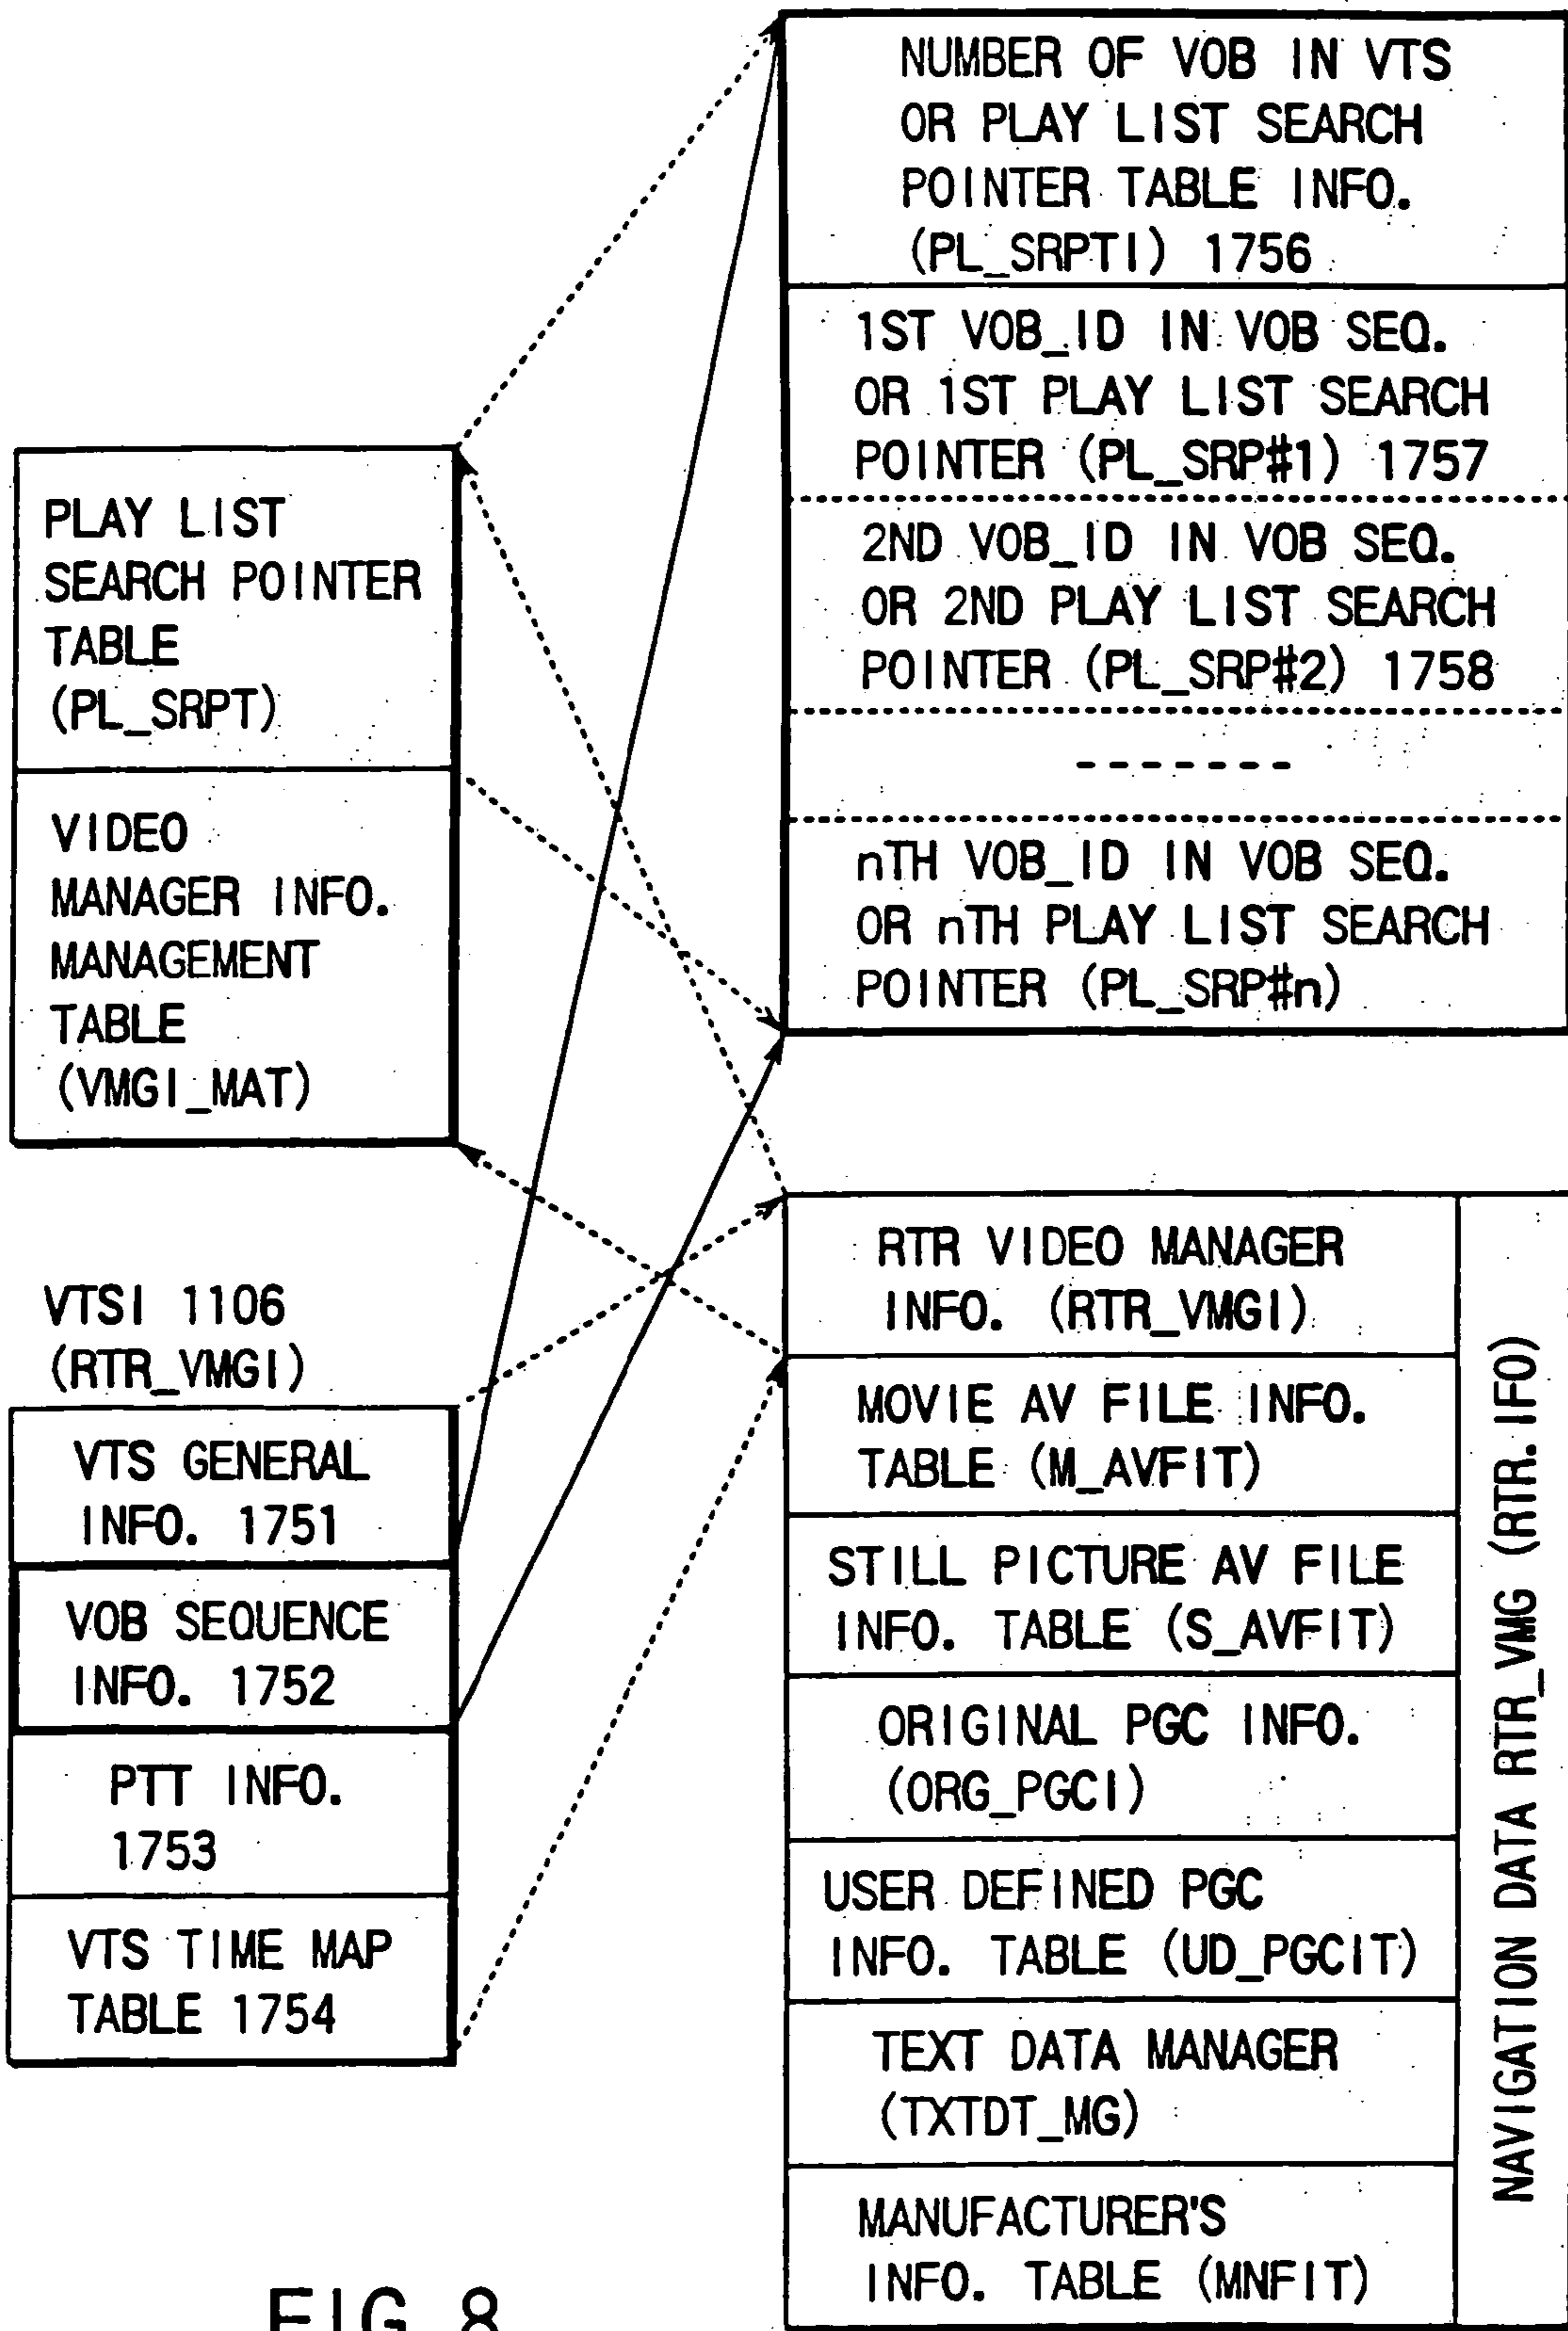 NUMBER OF VOB IN VTS
OR PLAY LIST SEARCH
POINTER TABLE INFO.
(PL_SRPTI) 1756
1ST VOB_ID IN VOB SEQ.
OR 1ST PLAY LIST SEARCH
POINTER (PL_SRP#1) 1757
2ND VOB_ID IN VOB SEQ.
OR 2ND PLAY LIST SEARCH
POINTER (PL_SRP#2) 1758
- - - - - - -
nTH VOB_ID IN VOB SEQ.
OR nTH PLAY LIST SEARCH
POINTER (PL_SRP#n)
PLAY LIST
SEARCH POINTER
TABLE
(PL_SRPT)
VIDEO
MANAGER INFO.
MANAGEMENT
TABLE
(VMGI_MAT)
VTSI 1106
(RTR_VMGI)
VTS GENERAL
INFO. 1751
VOB SEQUENCE
INFO. 1752
PTT INFO.
1753
VTS TIME MAP
TABLE 1754
RTR VIDEO MANAGER
INFO. (RTR_VMGI)
MOVIE AV FILE INFO.
TABLE (M_AVFIT)
STILL PICTURE AV FILE
INFO. TABLE (S_AVFIT)
ORIGINAL PGC INFO.
(ORG_PGCI)
USER DEFINED PGC
INFO. TABLE (UD_PGCIT)
TEXT DATA MANAGER
(TXTDT_MG)
MANUFACTURER'S
INFO. TABLE (MNFIT)
NAVIGATION DATA RTR_VMG (RTR. IFO)
FIG. 8